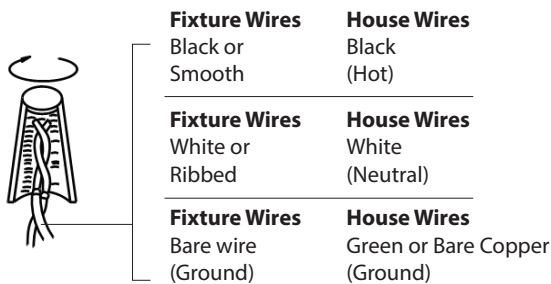 Fixture Wires House Wires
Black or Black
Smooth (Hot)
Fixture Wires House Wires
White or White
Ribbed (Neutral)
Fixture Wires House Wires
Bare wire Green or Bare Copper
(Ground) (Ground)